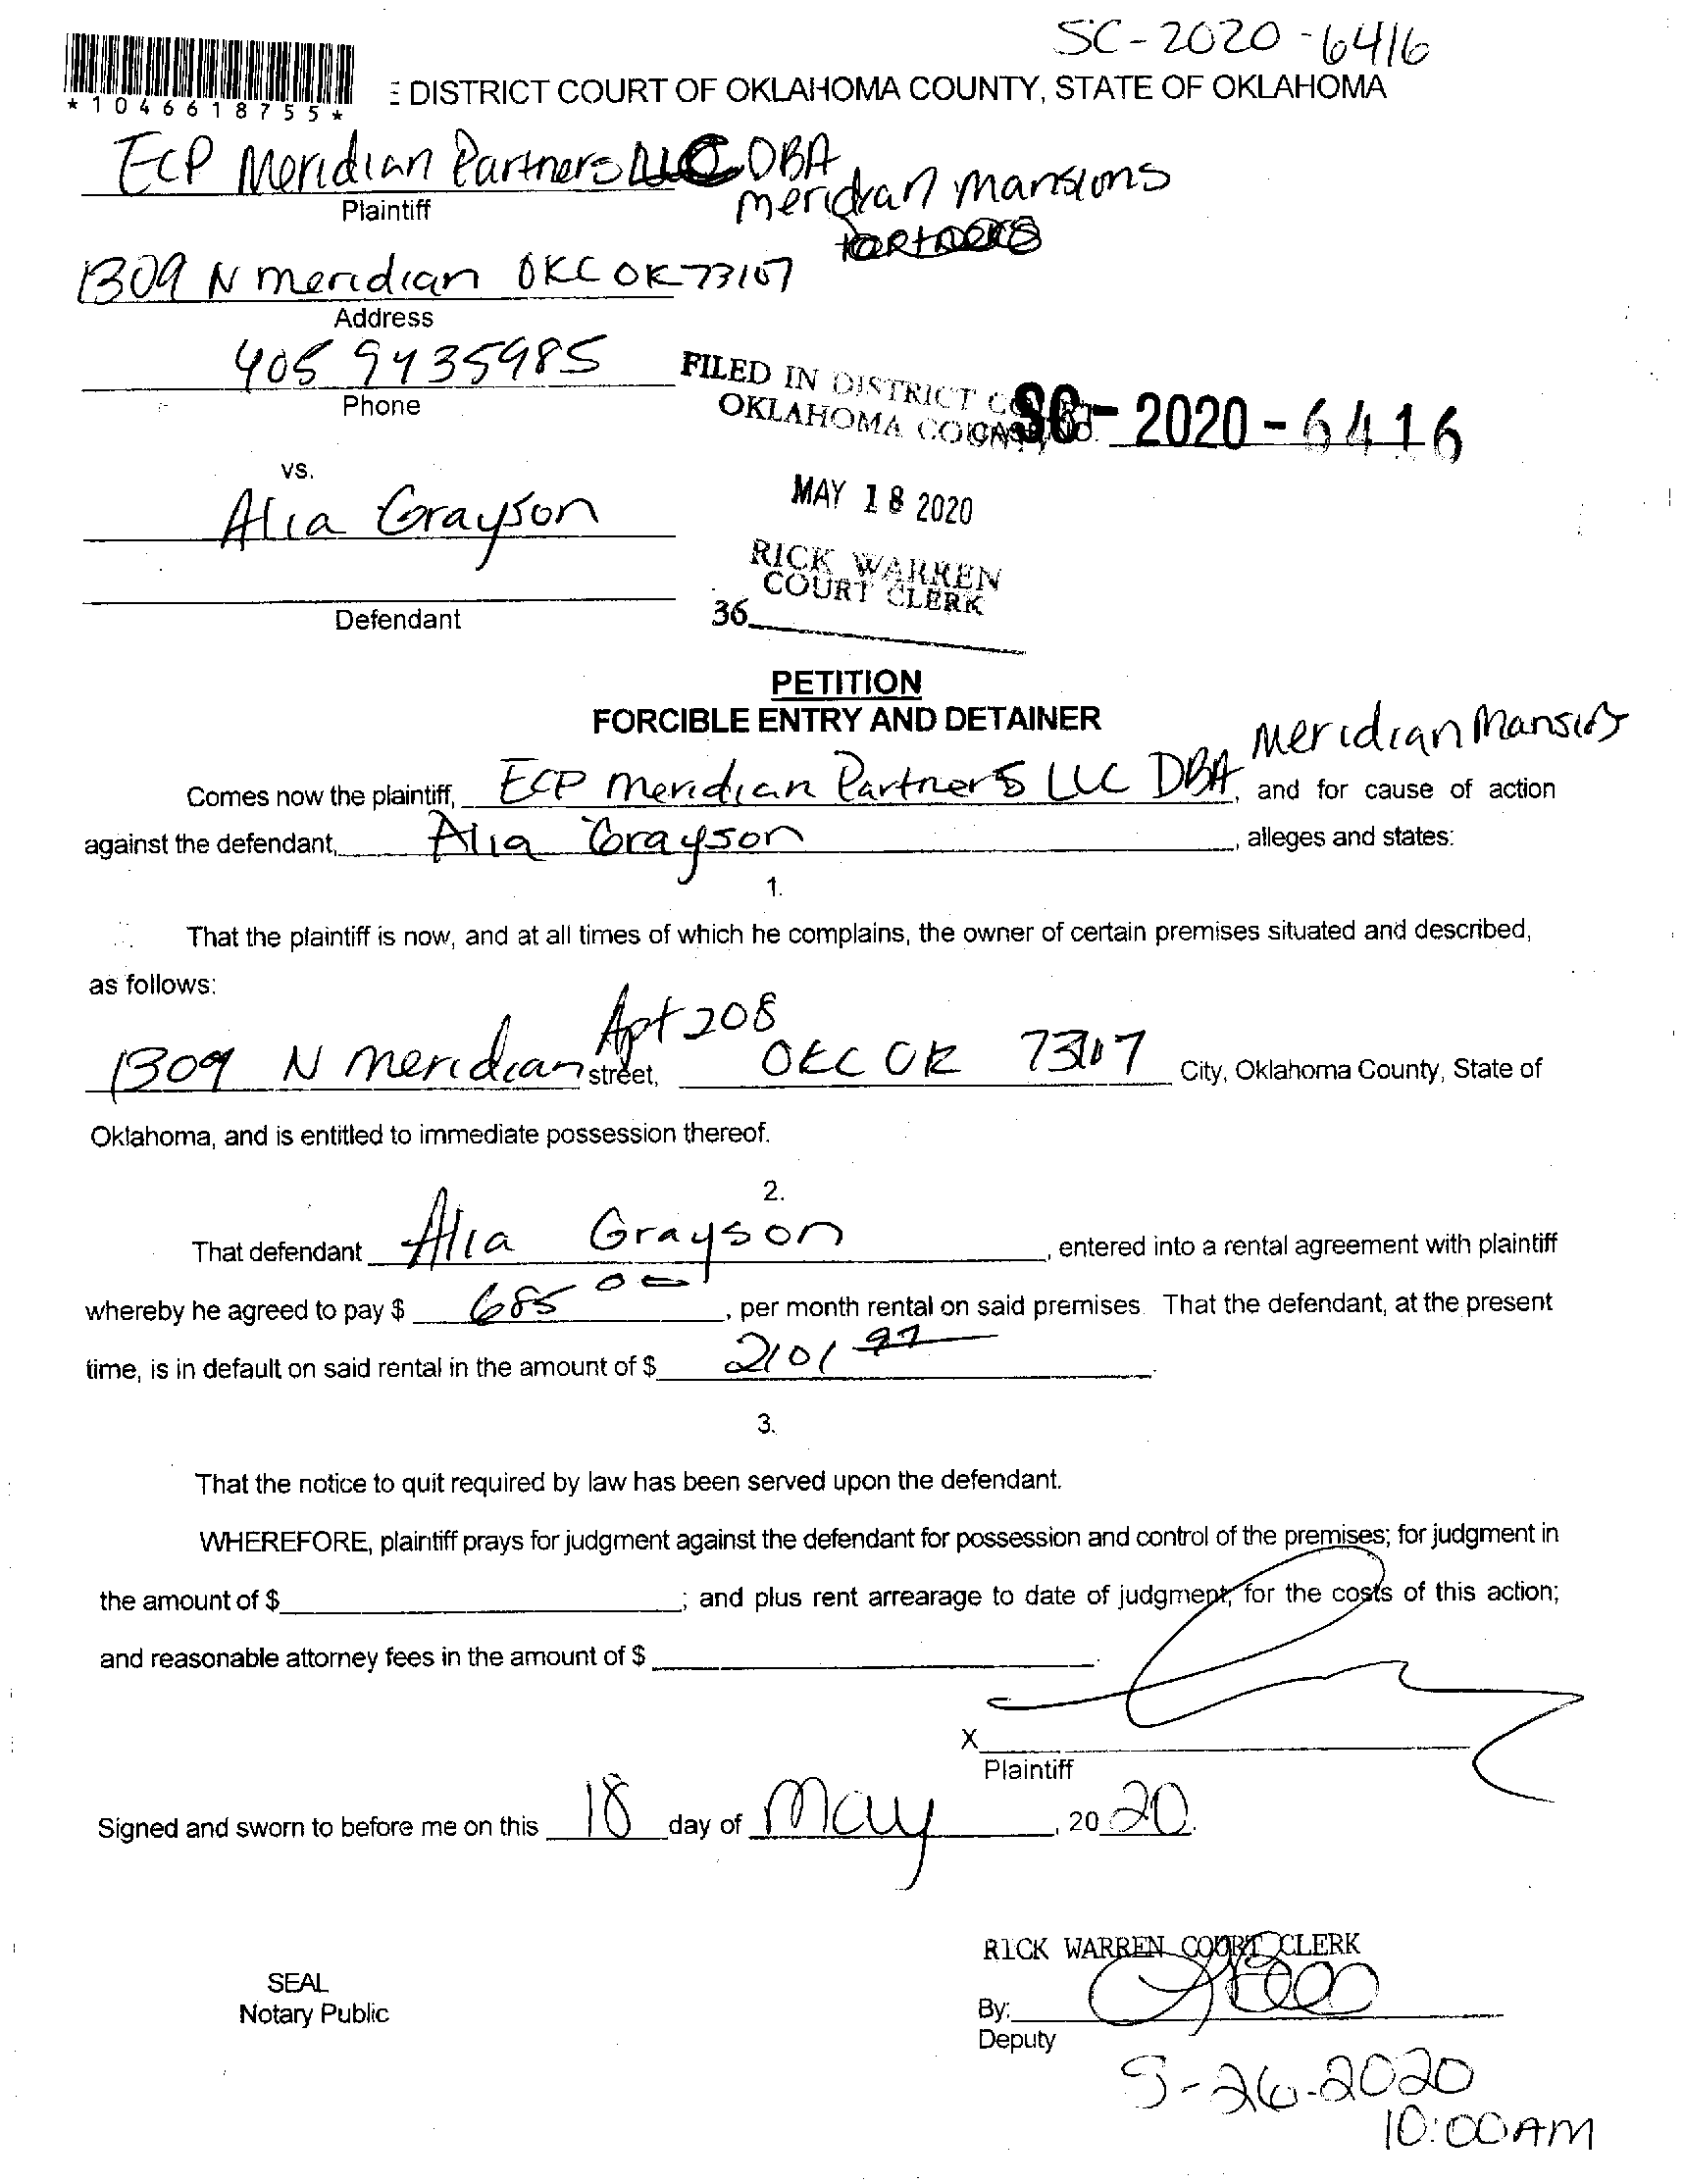 SC-2020-6416
*1046618755*
E DISTRICT COURT OF OKLAHOMA COUNTY, STATE OF OKLAHOMA
ECP Meridian Partners LLC DBA
meridian mansions
Plaintiff
Partners
1309 N meridian OKC OK 73107
Address
405 9435985
Phone
FILED IN DISTRICT COURT
OKLAHOMA COUNTY
CASE NO. SC-2020-6416
vs.
MAY 18 2020
Alia Grayson
RICK WARREN
COURT CLERK
36
Defendant
PETITION
FORCIBLE ENTRY AND DETAINER
Comes now the plaintiff, ECP Meridian Partners LLC DBA Meridian Mansions, and for cause of action
against the defendant, Alia Grayson, alleges and states:
1.
That the plaintiff is now, and at all times of which he complains, the owner of certain premises situated and described,
as follows:
Apt 208
1309 N meridian street, OKC OK 73107 City, Oklahoma County, State of
Oklahoma, and is entitled to immediate possession thereof.
2.
That defendant Alia Grayson, entered into a rental agreement with plaintiff
whereby he agreed to pay $ 685 00, per month rental on said premises. That the defendant, at the present
time, is in default on said rental in the amount of $ 2101 97.
3.
That the notice to quit required by law has been served upon the defendant.
WHEREFORE, plaintiff prays for judgment against the defendant for possession and control of the premises; for judgment in
the amount of $; and plus rent arrearage to date of judgment, for the costs of this action;
and reasonable attorney fees in the amount of $.
X
Plaintiff
Signed and sworn to before me on this 18 day of May, 2020.
RICK WARREN COURT CLERK
SEAL
Notary Public
By:
Deputy
5-26-2020
10:00AM